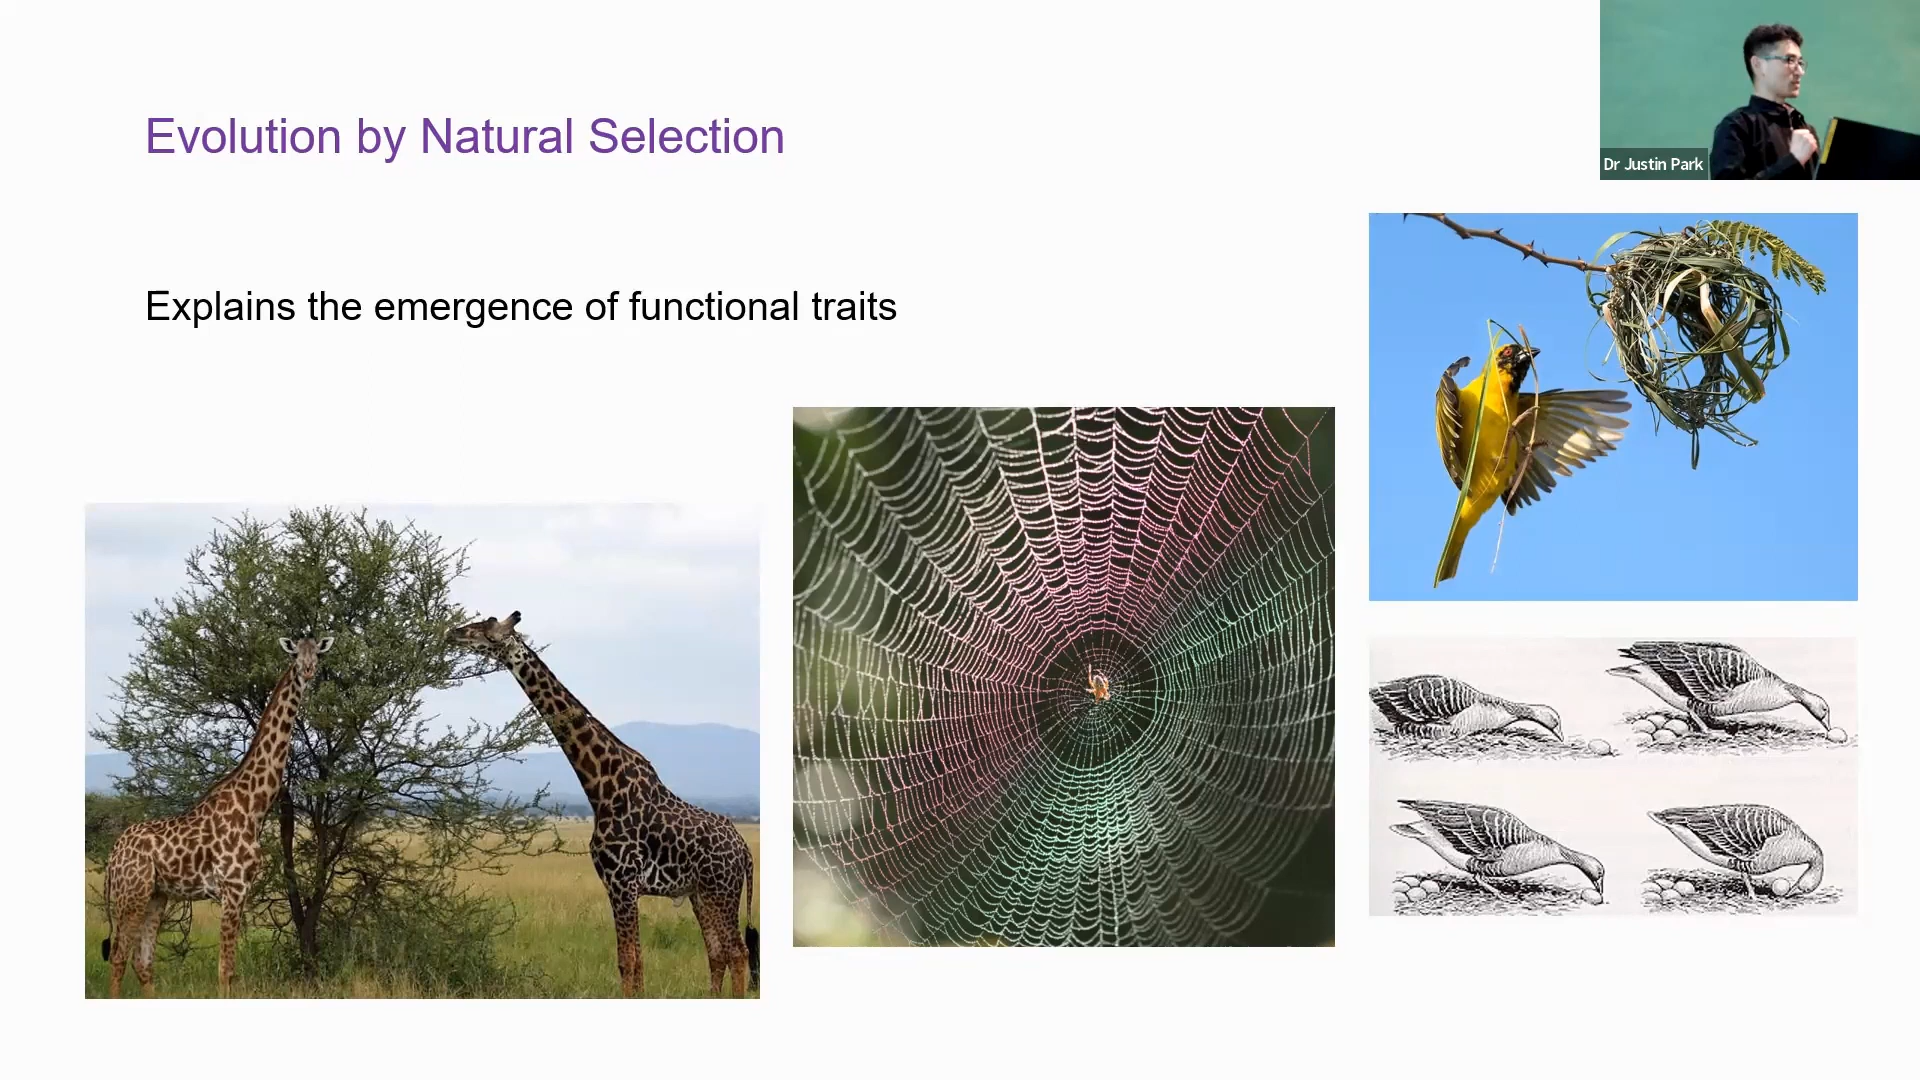 Evolution by Natural Selection
Dr Justin Park
Explains the emergence of functional traits